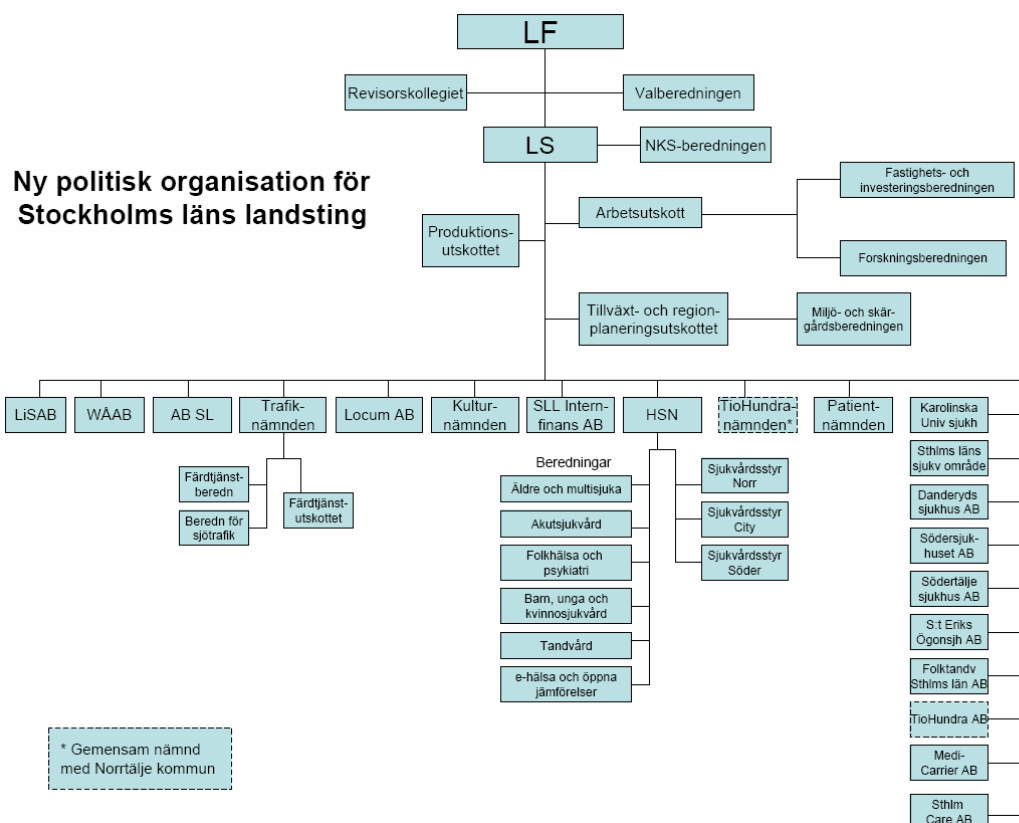 LF
Revisorskollegiet
Valberedningen
LS
NKS-beredningen
Ny politisk organisation för
Stockholms läns landsting
Fastighets- och
investeringsberedningen
Arbetsutskott
Produktions-
utskottet
Forskningsberedningen
Tillväxt- och region-
planeringsutskottet
Miljö- och skär-
gårdsberedningen
LiSAB
WÅAB
AB SL
Trafik-
nämnden
Locum AB
Kultur-
nämnden
SLL Intern-
finans AB
HSN
TioHundra-
nämnden*
Patient-
nämnden
Färdtjänst-
beredn
Beredn för
sjötrafik
Färdtjänst-
utskottet
Beredningar
Äldre och multisjuka
Akutsjukvård
Folkhälsa och
psykiatri
Barn, unga och
kvinnosjukvård
Tandvård
e-hälsa och öppna
jämförelser
Sjukvårdsstyr
Norr
Sjukvårdsstyr
City
Sjukvårdsstyr
Söder
Karolinska
Univ sjukh
Sthlms läns
sjukv område
Danderyds
sjukhus AB
Södersjuk-
huset AB
Södertälje
sjukhus AB
S:t Eriks
Ögonsjh AB
Folktandv
Sthlms län AB
TioHundra AB
Medi-
Carrier AB
Sthlm
Care AB
* Gemensam nämnd
med Norrtälje kommun